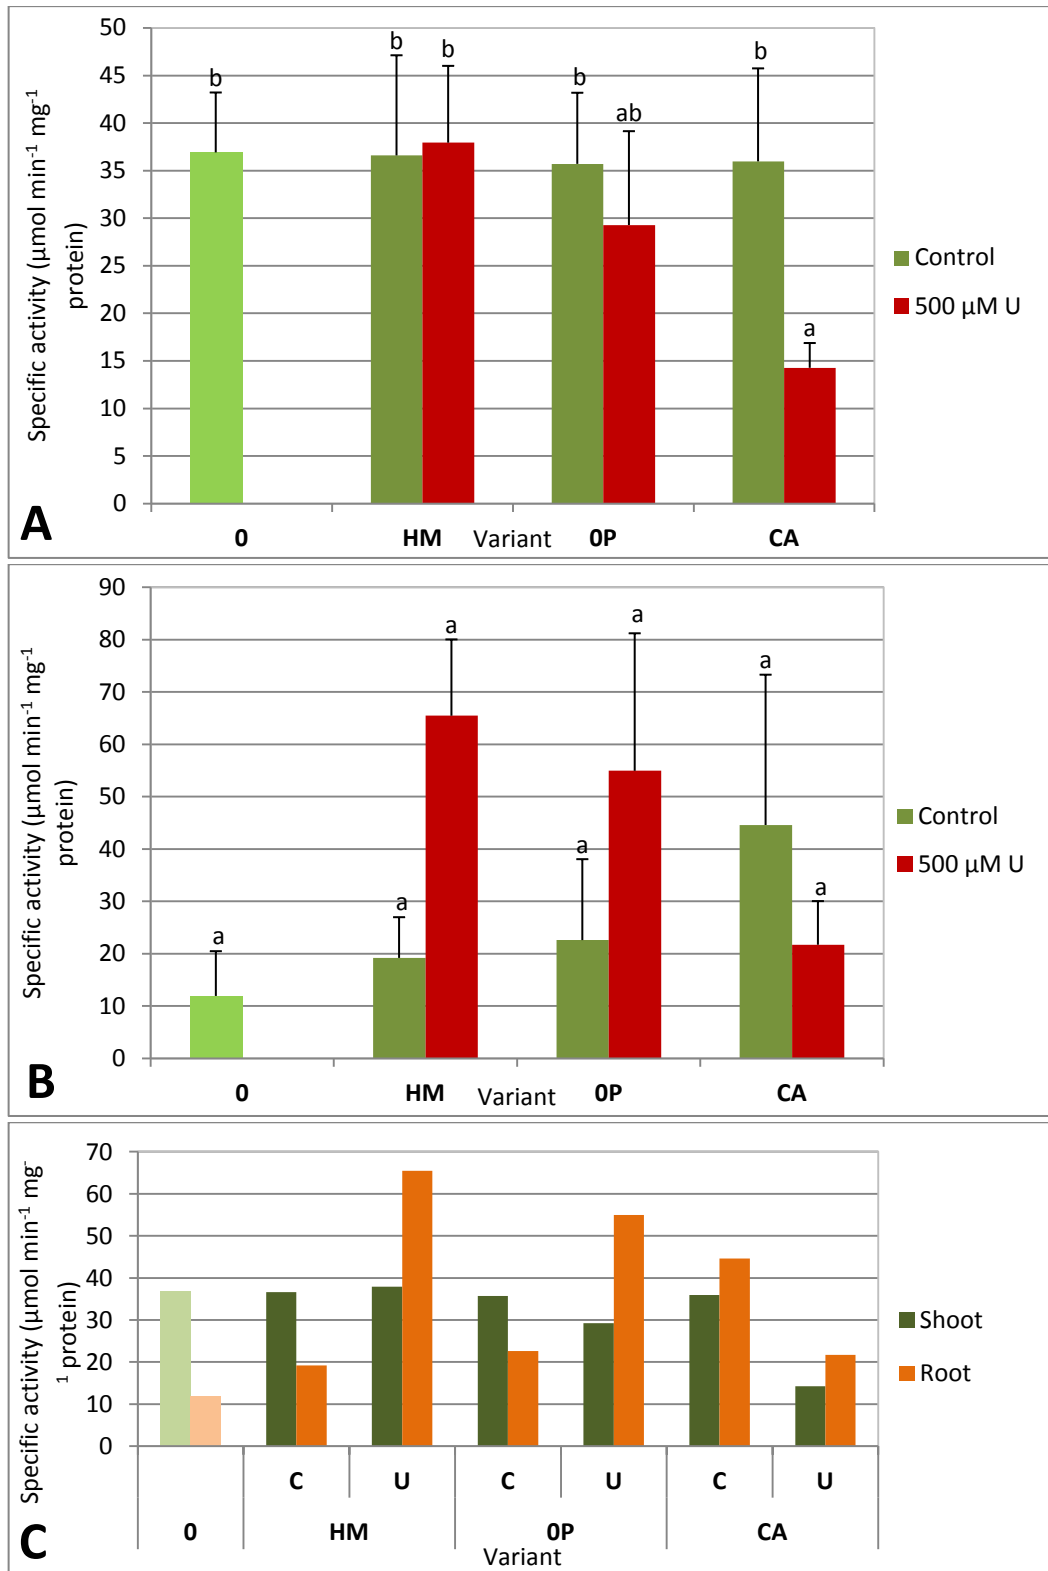 50
45
40
35
30
25
20
15
10
5
0
Specific activity (µmol min⁻¹ mg⁻¹
protein)
b
b
b
b
ab
b
a
Control
500 µM U
0
HM
Variant
0P
CA
A
90
80
70
60
50
40
30
20
10
0
Specific activity (µmol min⁻¹ mg⁻¹
protein)
a
a
a
a
a
a
a
Control
500 µM U
0
HM
Variant
0P
CA
B
70
60
50
40
30
20
10
0
Specific activity (µmol min⁻¹ mg⁻
¹ protein)
Shoot
Root
C
U
C
U
C
U
0
HM
0P
CA
Variant
C